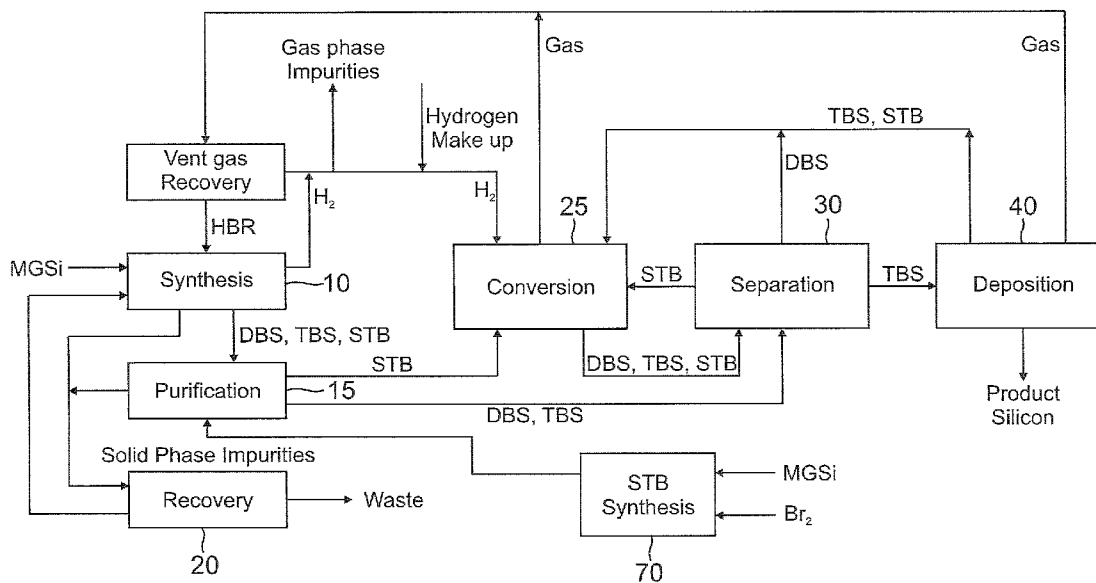 Gas
Gas
Gas phase
Impurities
Hydrogen
Make up
TBS, STB
Vent gas
Recovery
H2
H2
DBS
HBR
25
30
40
MGSi
Synthesis
10
Conversion
STB
Separation
TBS
Deposition
DBS, TBS, STB
STB
DBS, TBS, STB
Purification
15
DBS, TBS
Product
Silicon
Solid Phase Impurities
Recovery
Waste
STB
Synthesis
MGSi
Br2
20
70